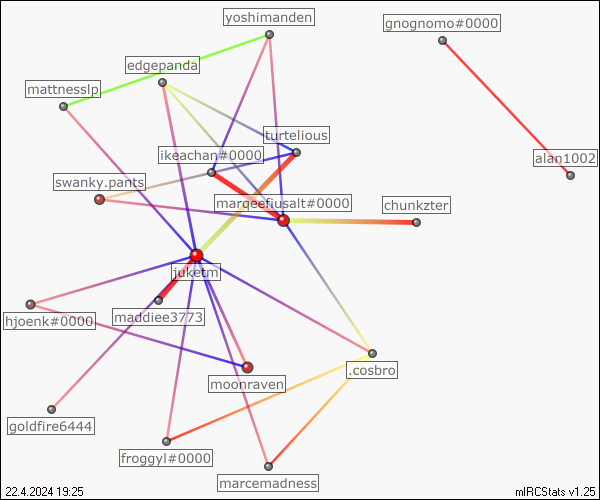 yoshimanden
gnognomo#0000
edgepanda
mattnesslp
turtelious
ikeachan#0000
alan1002
swanky.pants
marqeefiusalt#0000
chunkzter
juketm
maddiee3773
hjoenk#0000
.cosbro
moonraven
goldfire6444
froggyl#0000
marcemadness
22.4.2024 19:25
mIRCStats v1.25